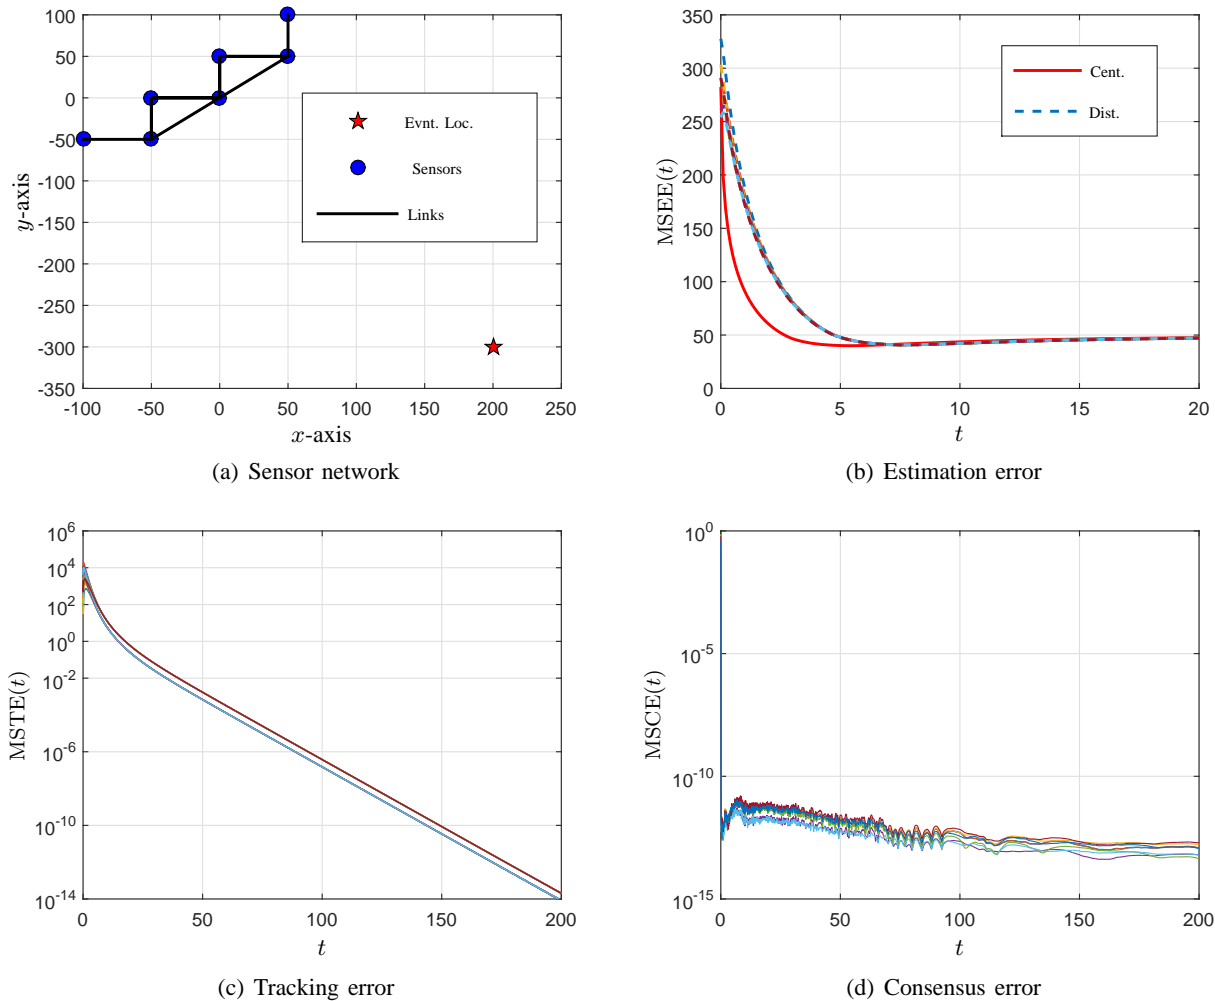 100
50
0
-50
-100
-150
-200
-250
-300
-350
-100 -50 0 50 100 150 200 250
y-axis
x-axis
Evnt. Loc.
Sensors
Links
(a) Sensor network
350
300
250
200
150
100
50
0
0 5 10 15 20
MSEE(t)
t
Cent.
Dist.
(b) Estimation error
10^6
10^4
10^2
10^0
10^-2
10^-6
10^-10
10^-14
0 50 100 150 200
MSTE(t)
t
(c) Tracking error
10^0
10^-5
10^-10
10^-15
0 50 100 150 200
MSCE(t)
t
(d) Consensus error